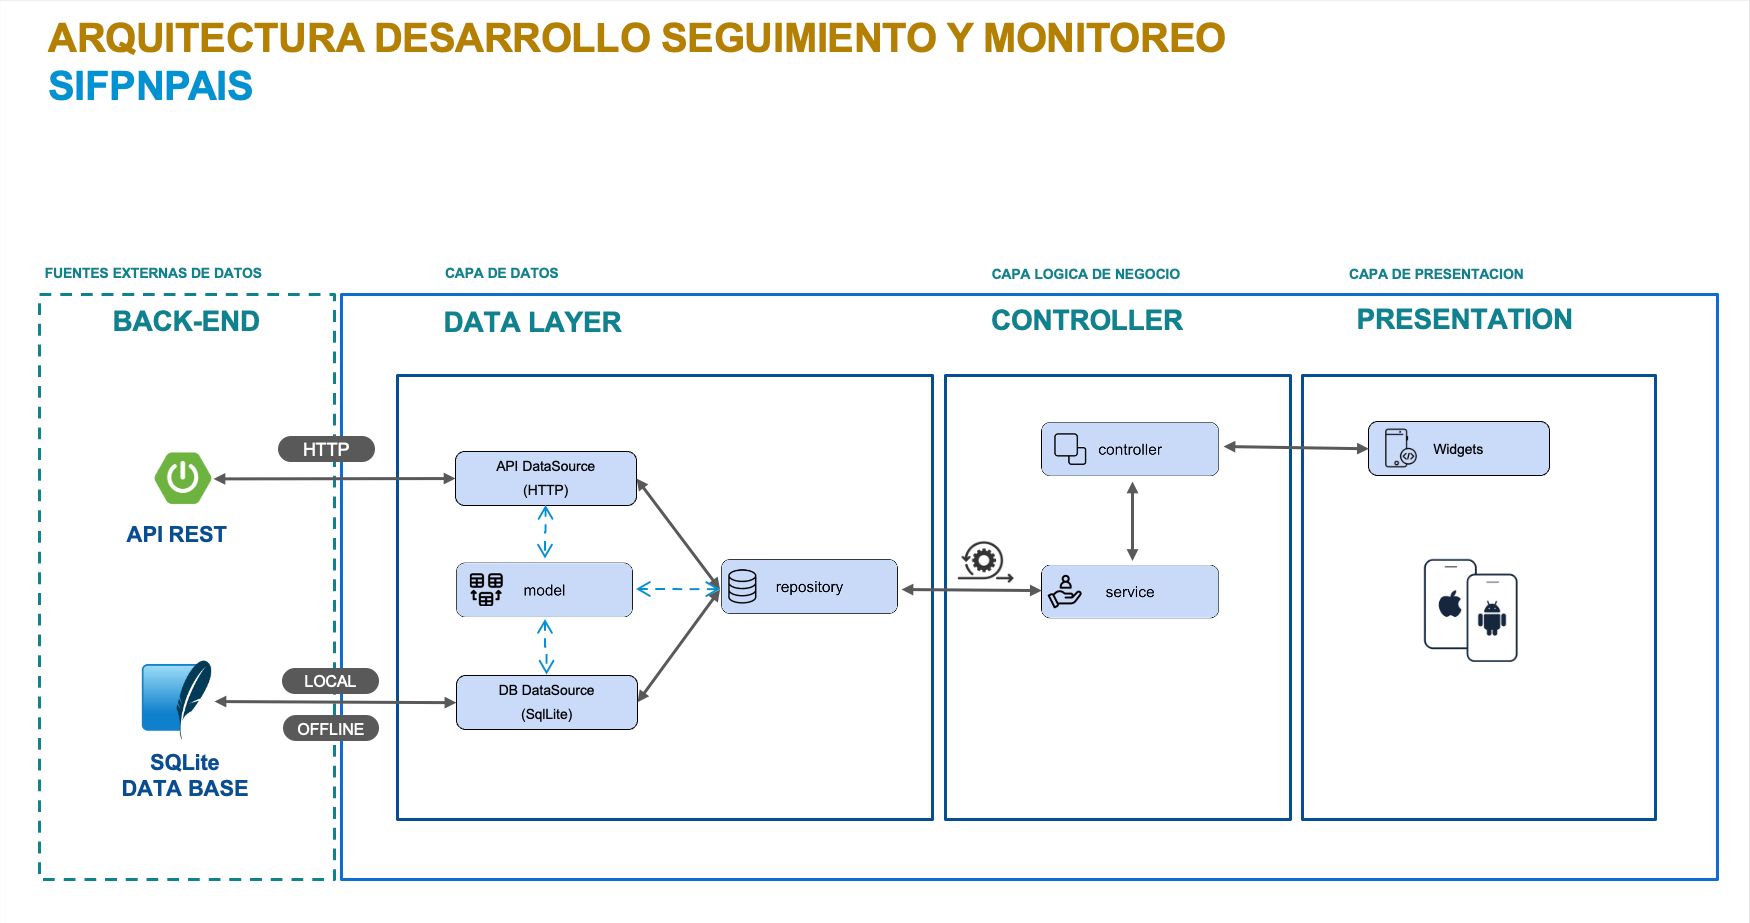 ARQUITECTURA DESARROLLO SEGUIMIENTO Y MONITOREO
SIFPNPAIS
FUENTES EXTERNAS DE DATOS
CAPA DE DATOS
CAPA LOGICA DE NEGOCIO
CAPA DE PRESENTACION
BACK-END
DATA LAYER
CONTROLLER
PRESENTATION
HTTP
API REST
LOCAL
OFFLINE
SQLite
DATA BASE
API DataSource
(HTTP)
model
DB DataSource
(SqlLite)
repository
controller
service
Widgets